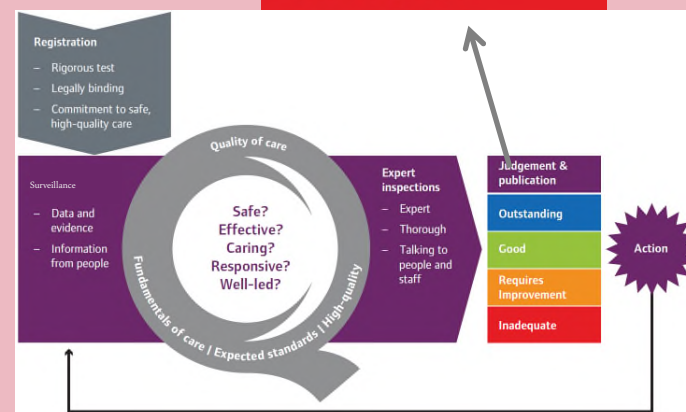 Registration
– Rigorous test
– Legally binding
– Commitment to safe,
high-quality care
Surveillance
– Data and
evidence
– Information
from people
Quality of care
Safe?
Effective?
Caring?
Responsive?
Well-led?
Fundamentals of care | Expected standards | High-quality
Expert
inspections
– Expert
– Thorough
– Talking to
people and
staff
Judgement &
publication
Outstanding
Good
Requires
Improvement
Inadequate
Action